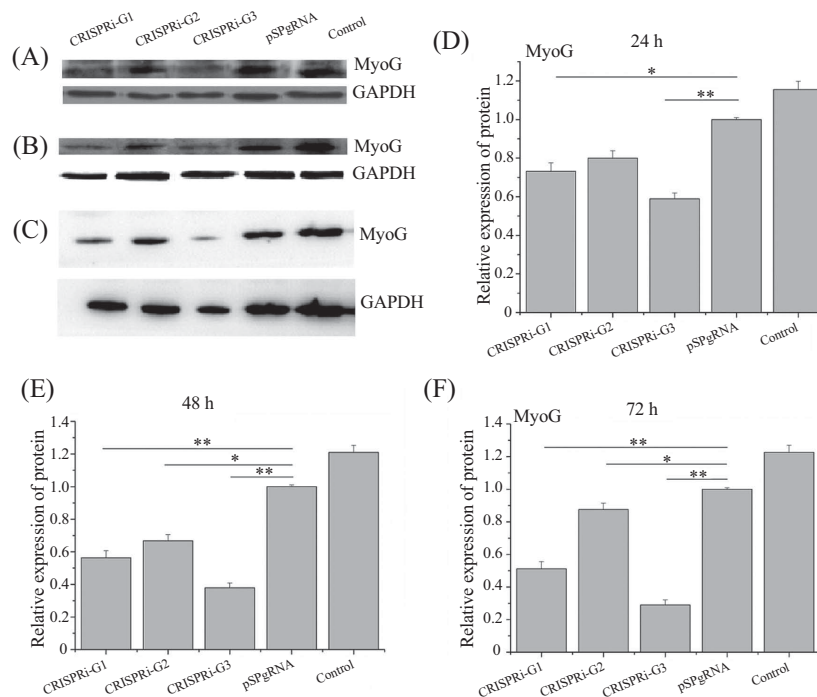 CRISPRi-G1 CRISPRi-G2 CRISPRi-G3 pSPgRNA Control
(A)
MyoG
GAPDH
(B)
MyoG
GAPDH
(C)
MyoG
GAPDH
(D)
24 h
MyoG
*
**
1.2
1.0
0.8
0.6
0.4
0.2
0
Relative expression of protein
CRISPRi-G1 CRISPRi-G2 CRISPRi-G3 pSPgRNA Control
(E)
48 h
**
*
**
1.4
1.2
1.0
0.8
0.6
0.4
0.2
0
Relative expression of protein
CRISPRi-G1 CRISPRi-G2 CRISPRi-G3 pSPgRNA Control
(F)
MyoG
72 h
**
*
**
1.4
1.2
1.0
0.8
0.6
0.4
0.2
0
Relative expression of protein
CRISPRi-G1 CRISPRi-G2 CRISPRi-G3 pSPgRNA Control